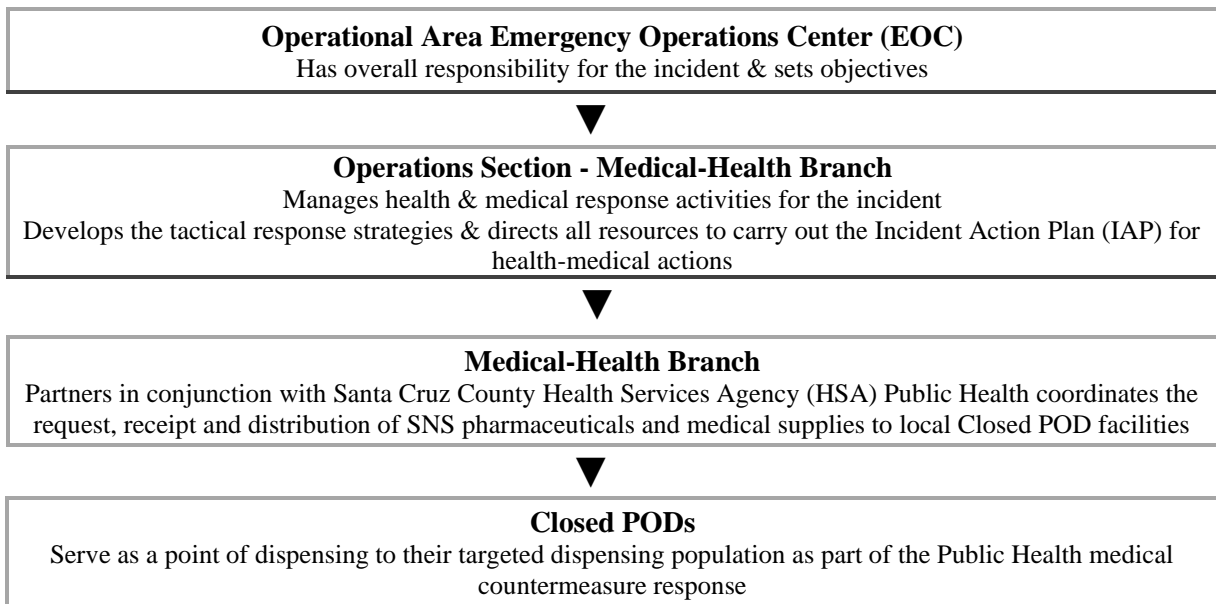 Operational Area Emergency Operations Center (EOC)
Has overall responsibility for the incident & sets objectives
Operations Section - Medical-Health Branch
Manages health & medical response activities for the incident
Develops the tactical response strategies & directs all resources to carry out the Incident Action Plan (IAP) for
health-medical actions
Medical-Health Branch
Partners in conjunction with Santa Cruz County Health Services Agency (HSA) Public Health coordinates the
request, receipt and distribution of SNS pharmaceuticals and medical supplies to local Closed POD facilities
Closed PODs
Serve as a point of dispensing to their targeted dispensing population as part of the Public Health medical
countermeasure response